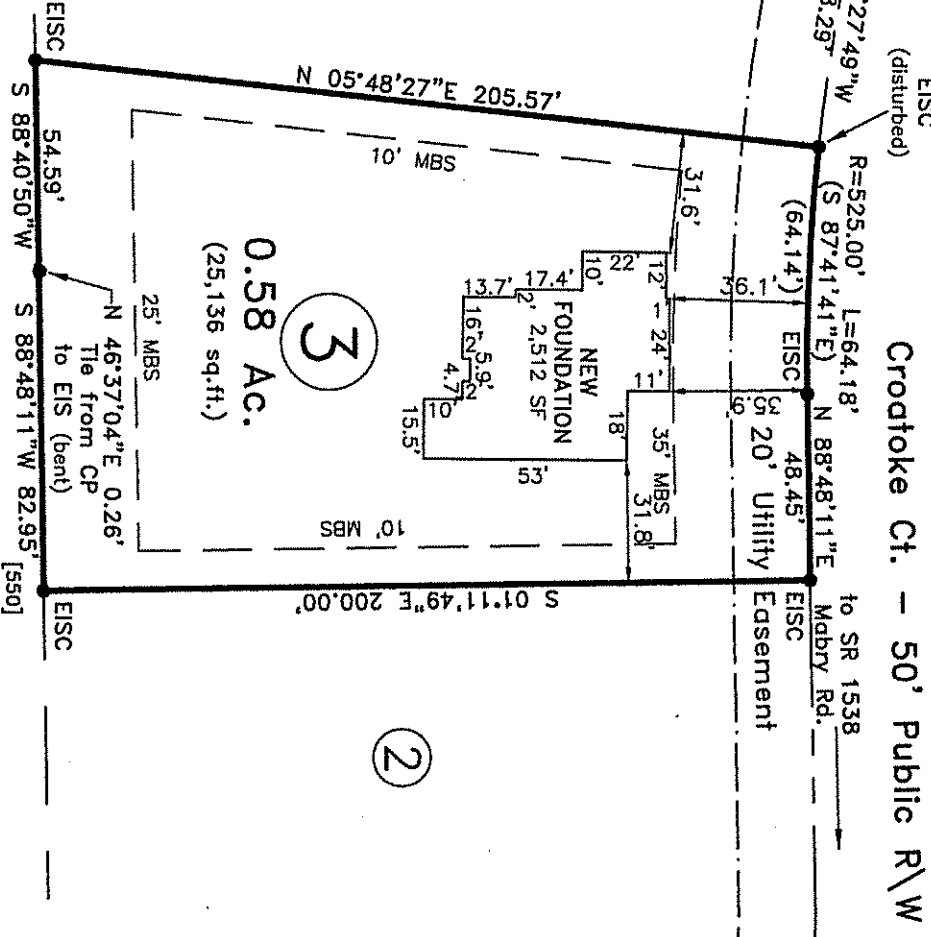 Croatoke Ct. – 50' Public R\W
to SR 1538
Mabry Rd.
EISC
(disturbed)
°27'49"W
8.29'
R=525.00' L=64.18'
(S 87°41'41"E)
(64.14')
EISC
N 88°48'11"E
48.45'
EISC
20' Utility
Easement
N 05°48'27"E 205.57'
S 01°11'49"E 200.00'
31.6'
36.1'
35.9'
31.8'
35' MBS
10' MBS
10' MBS
25' MBS
22'
12'
24'
11'
18'
53'
15.5'
10'
4.7'
2'
5.9'
2'
16'
13.7'
2'
17.4'
10'
NEW
FOUNDATION
2,512 SF
3
0.58 Ac.
(25,136 sq.ft.)
2
N 46°37'04"E 0.26'
Tie from CP
to EIS (bent)
EISC
54.59'
S 88°40'50"W
S 88°48'11"W 82.95'
EISC
[550]